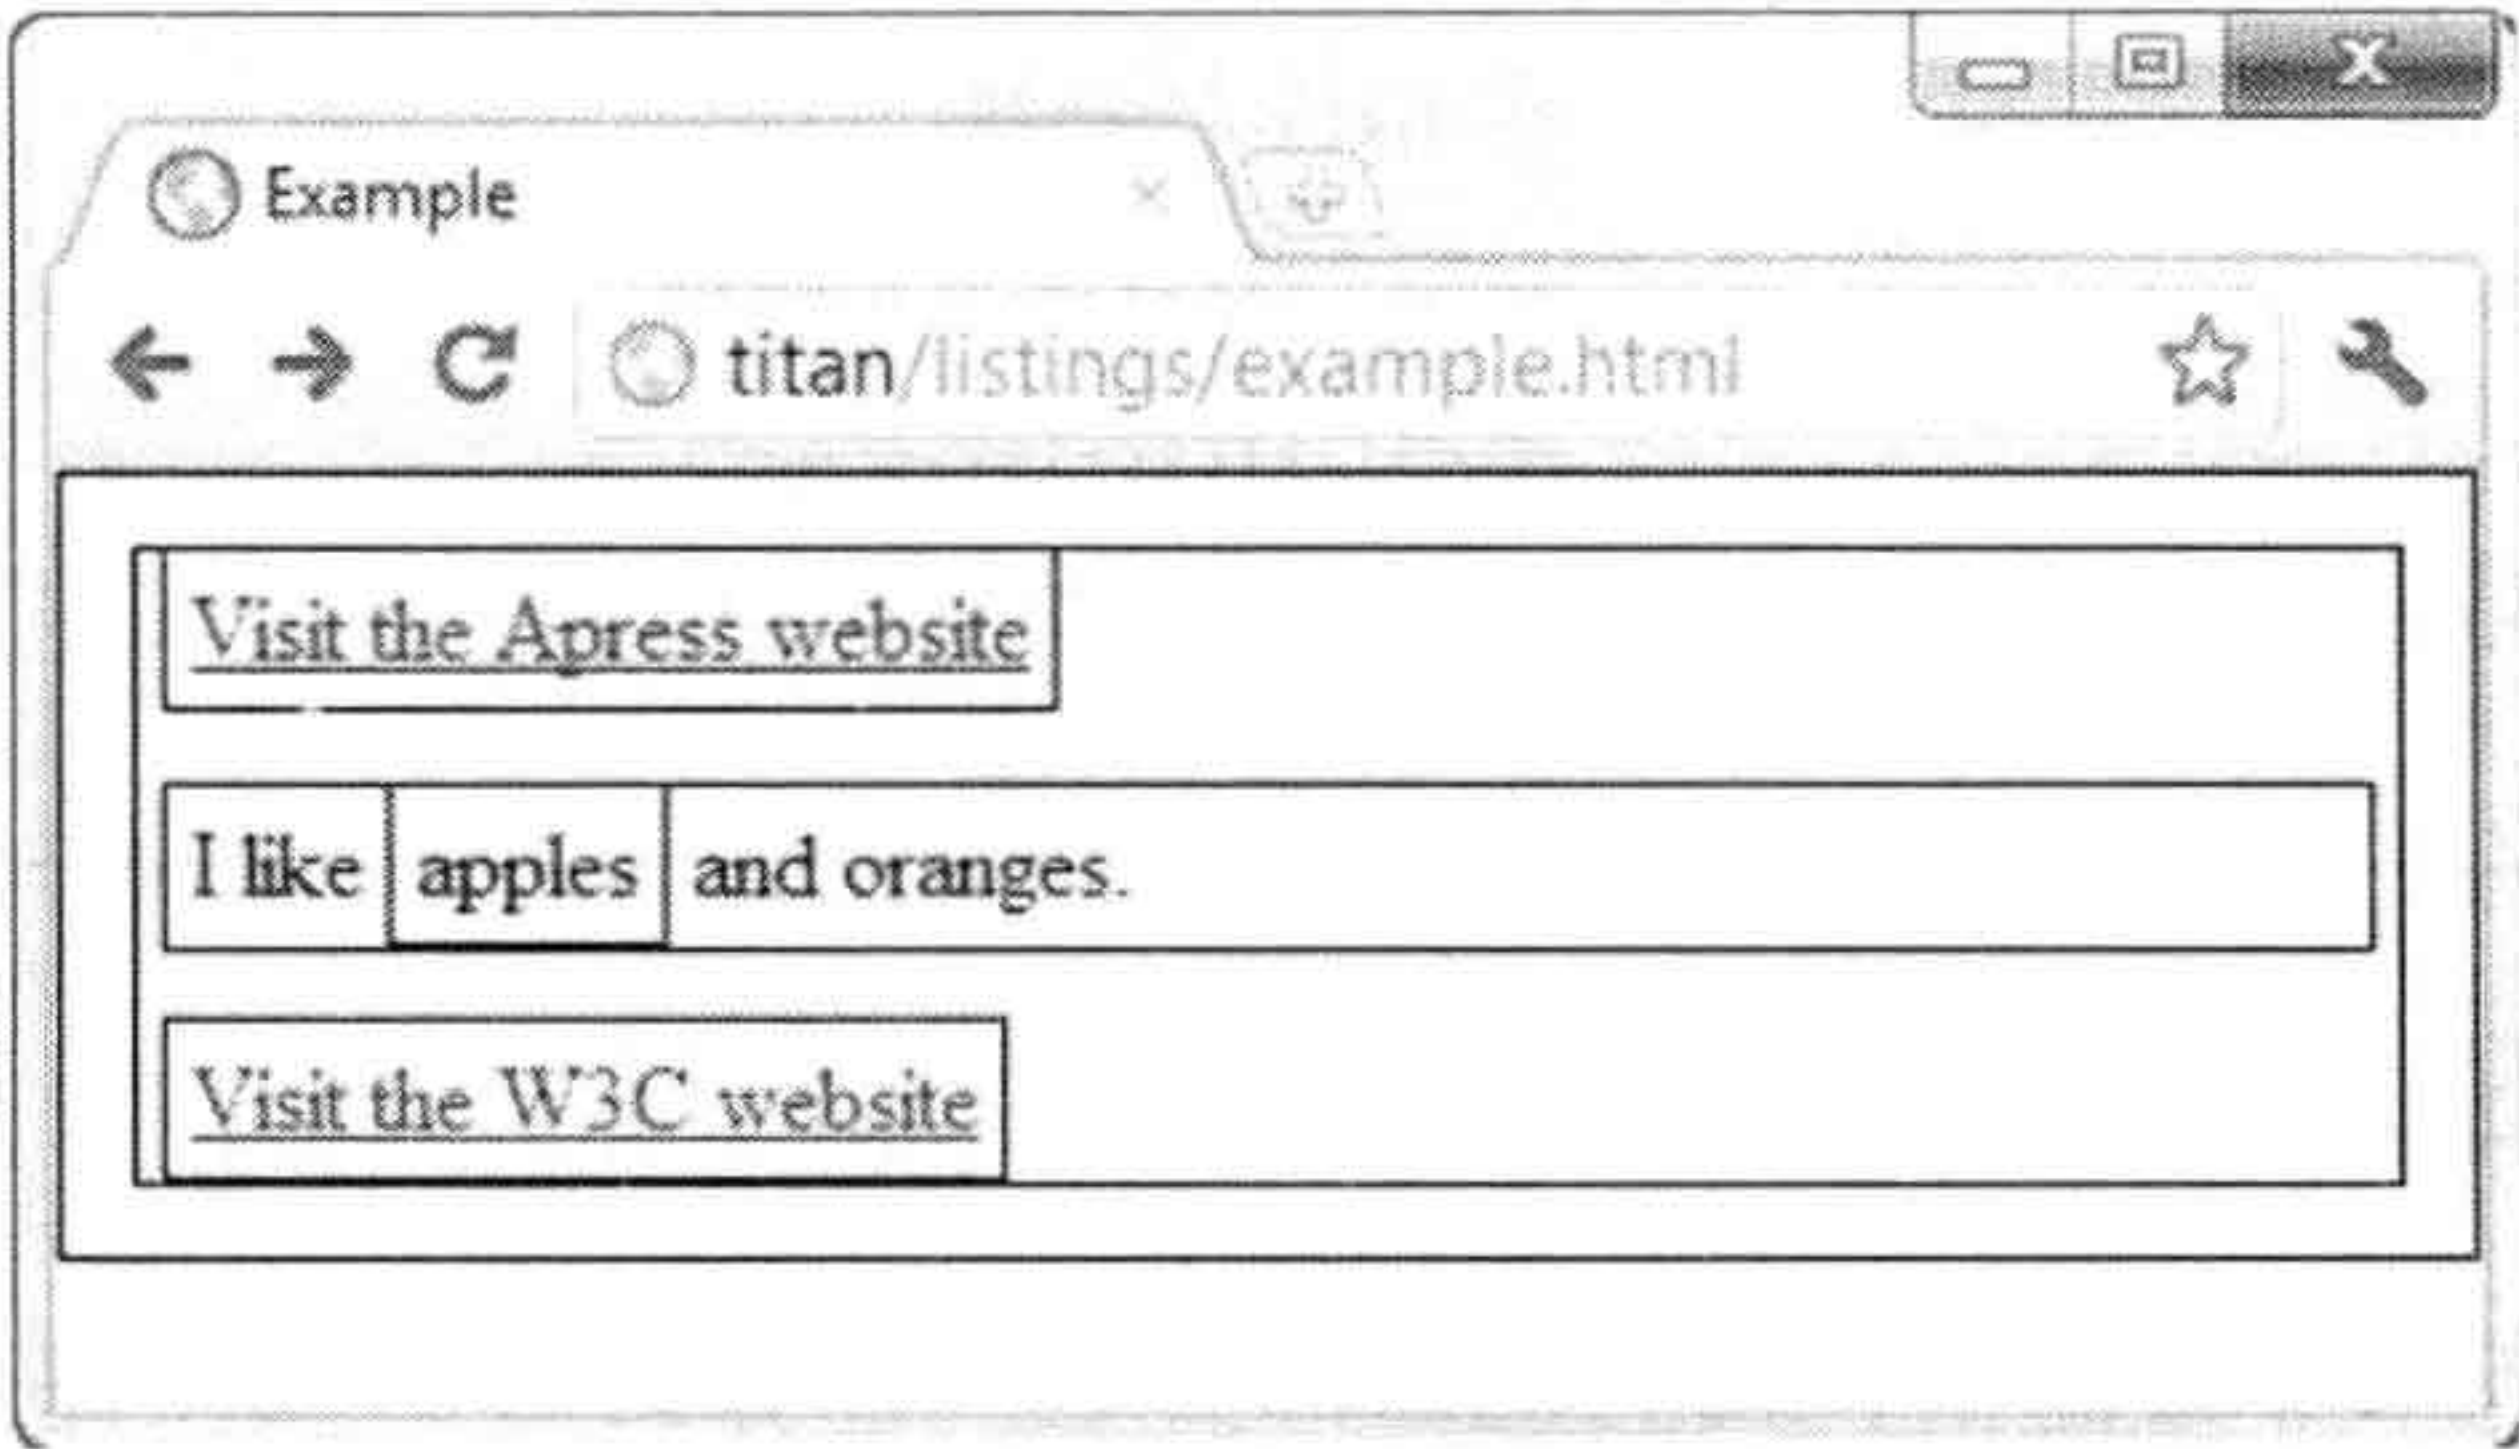 Example
titan/listings/example.html
Visit the Apress website
I like apples and oranges.
Visit the W3C website